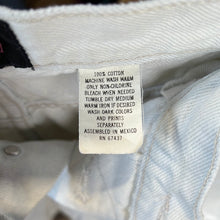 100% COTTON
MACHINE WASH WARM
ONLY NON-CHLORINE
BLEACH WHEN NEEDED
TUMBLE DRY MEDIUM
WARM IRON IF DESIRED
WASH DARK COLORS
AND PRINTS
SEPARATELY
ASSEMBLED IN MEXICO
RN 67437